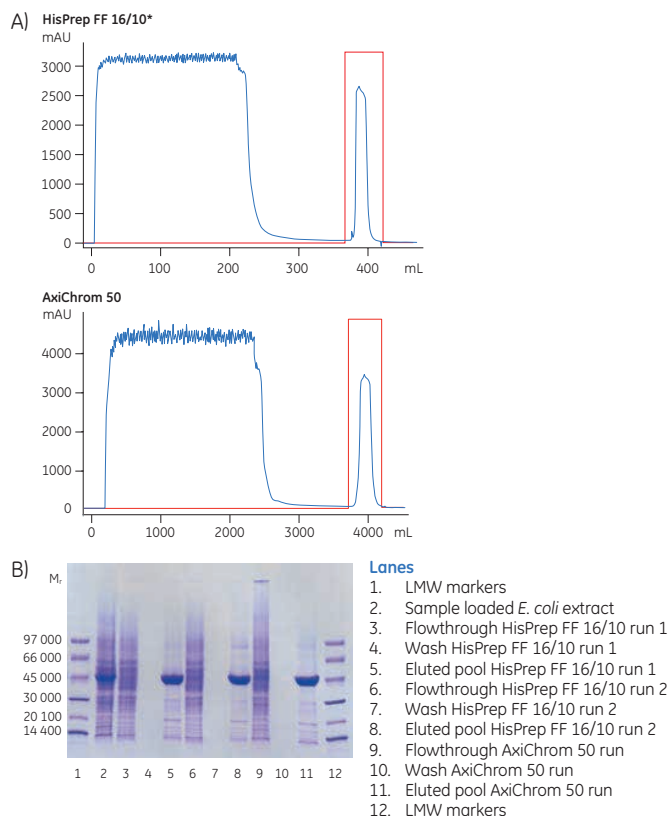 A)
HisPrep FF 16/10*
mAU
3000
2500
2000
1500
1000
500
0
0 100 200 300 400 mL
AxiChrom 50
mAU
4000
3000
2000
1000
0
0 1000 2000 3000 4000 mL
B)
Mr
97 000
66 000
45 000
30 000
20 100
14 400
1 2 3 4 5 6 7 8 9 10 11 12
Lanes
1. LMW markers
2. Sample loaded E. coli extract
3. Flowthrough HisPrep FF 16/10 run 1
4. Wash HisPrep FF 16/10 run 1
5. Eluted pool HisPrep FF 16/10 run 1
6. Flowthrough HisPrep FF 16/10 run 2
7. Wash HisPrep FF 16/10 run 2
8. Eluted pool HisPrep FF 16/10 run 2
9. Flowthrough AxiChrom 50 run
10. Wash AxiChrom 50 run
11. Eluted pool AxiChrom 50 run
12. LMW markers